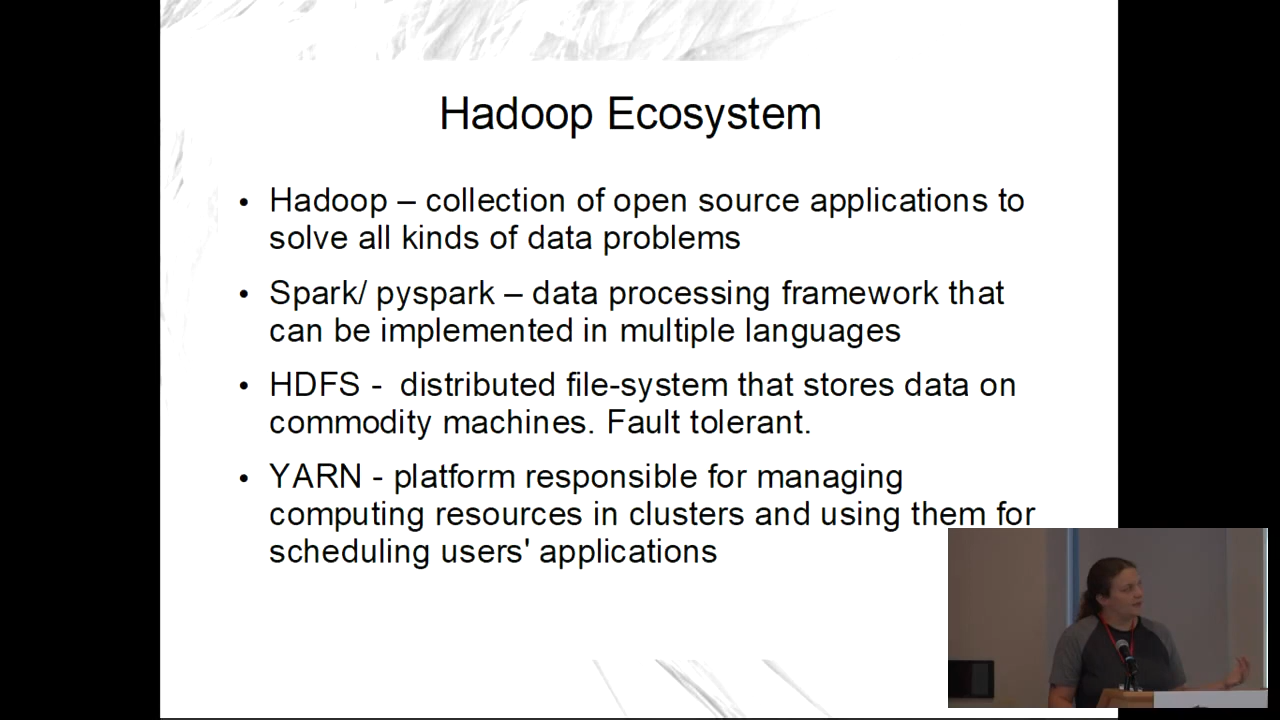 Hadoop Ecosystem
• Hadoop – collection of open source applications to
solve all kinds of data problems
• Spark/ pyspark – data processing framework that
can be implemented in multiple languages
• HDFS -  distributed file-system that stores data on
commodity machines. Fault tolerant.
• YARN - platform responsible for managing
computing resources in clusters and using them for
scheduling users' applications